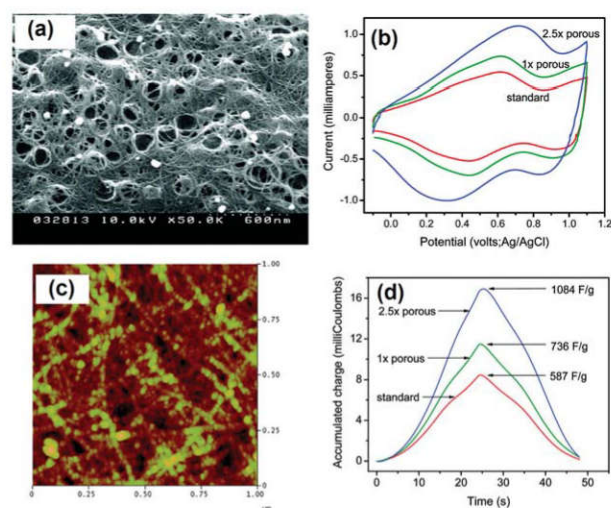 (a)
032813 10.0kV X50.0K 600nm
(b)
Current (milliamperes)
1.0
0.5
0.0
-0.5
-1.0
2.5x porous
1x porous
standard
0.0 0.2 0.4 0.6 0.8 1.0 1.2
Potential (volts;Ag/AgCl)
(c)
1.00
0.75
0.50
0.25
0
0 0.25 0.50 0.75 1.00
(d)
Accumulated charge (milliCoulombs)
16
12
8
4
0
1084 F/g
2.5x porous
736 F/g
1x porous
587 F/g
standard
0 10 20 30 40 50
Time (s)